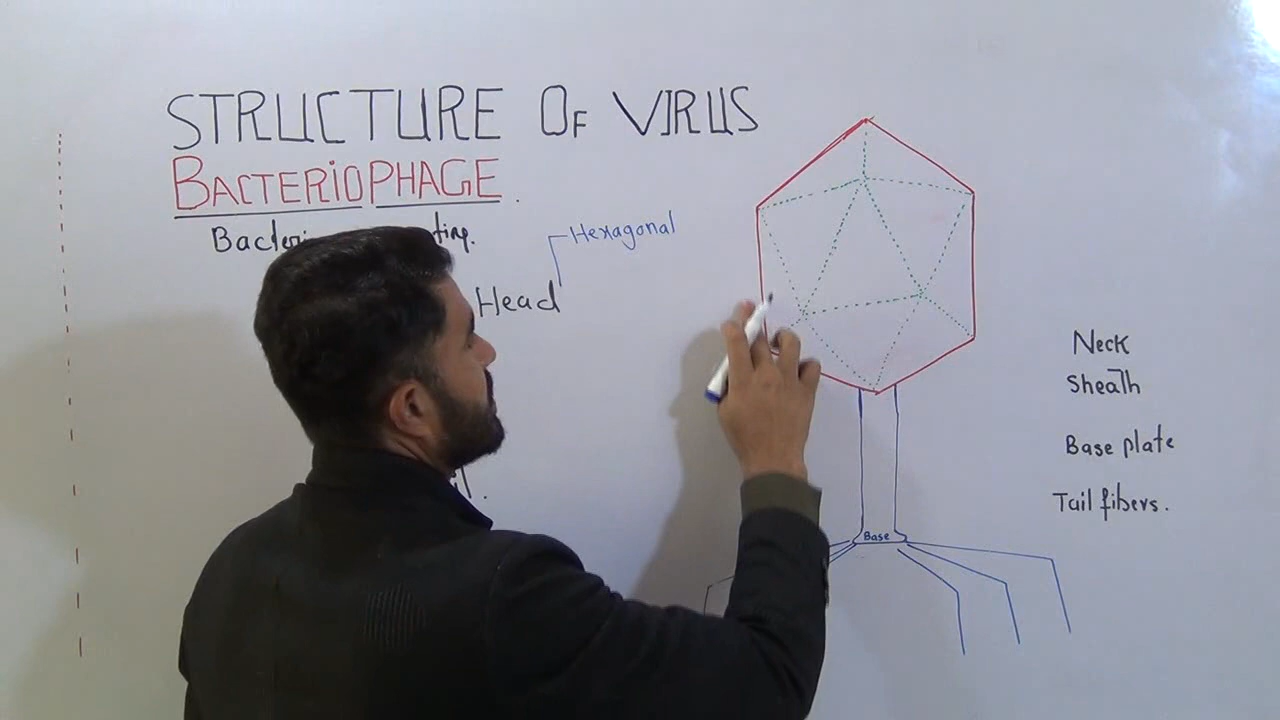 STRUCTURE OF VIRUS
BACTERIOPHAGE.
Hexagonal
Head
Neck
Sheath
Base plate
Tail fibers.
Base